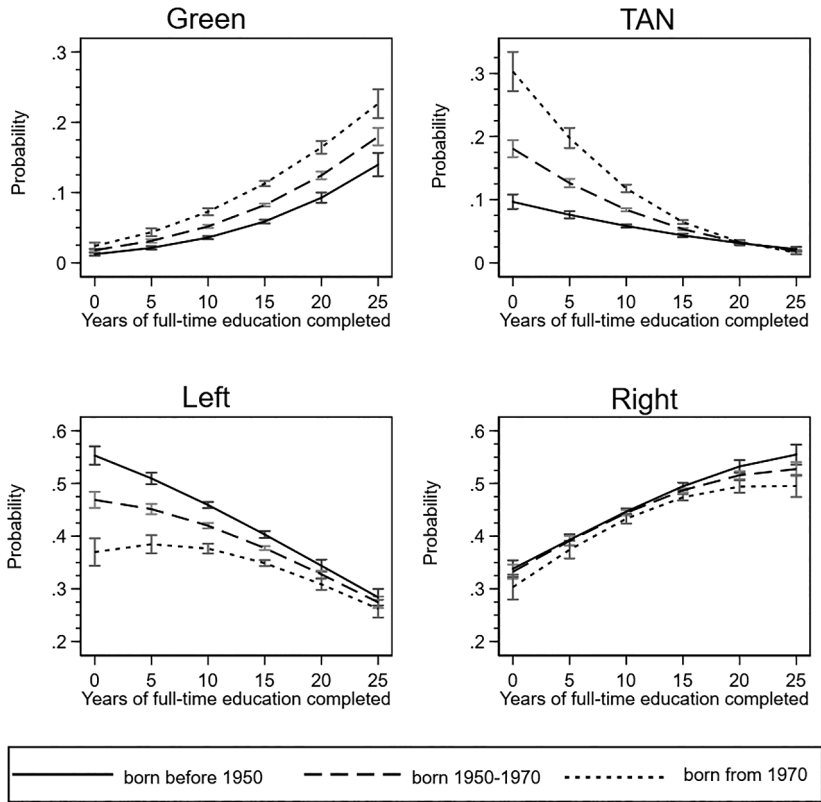 Green
.3
.2
.1
0
Probability
0 5 10 15 20 25
Years of full-time education completed
TAN
.3
.2
.1
0
Probability
0 5 10 15 20 25
Years of full-time education completed
Left
.6
.5
.4
.3
.2
Probability
0 5 10 15 20 25
Years of full-time education completed
Right
.6
.5
.4
.3
.2
Probability
0 5 10 15 20 25
Years of full-time education completed
born before 1950 born 1950-1970 born from 1970